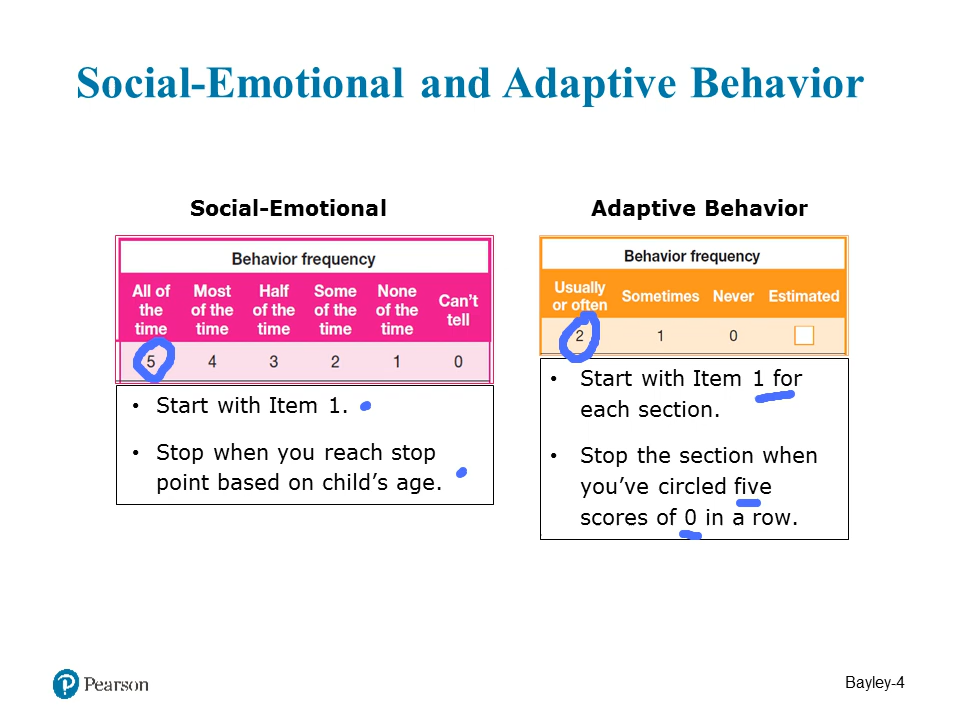 Social-Emotional and Adaptive Behavior
Social-Emotional
Behavior frequency
All of the time Most of the time Half of the time Some of the time None of the time Can't tell
5 4 3 2 1 0
• Start with Item 1.
• Stop when you reach stop
point based on child's age.
Adaptive Behavior
Behavior frequency
Usually or often Sometimes Never Estimated
2 1 0
• Start with Item 1 for
each section.
• Stop the section when
you've circled five
scores of 0 in a row.
Pearson
Bayley-4